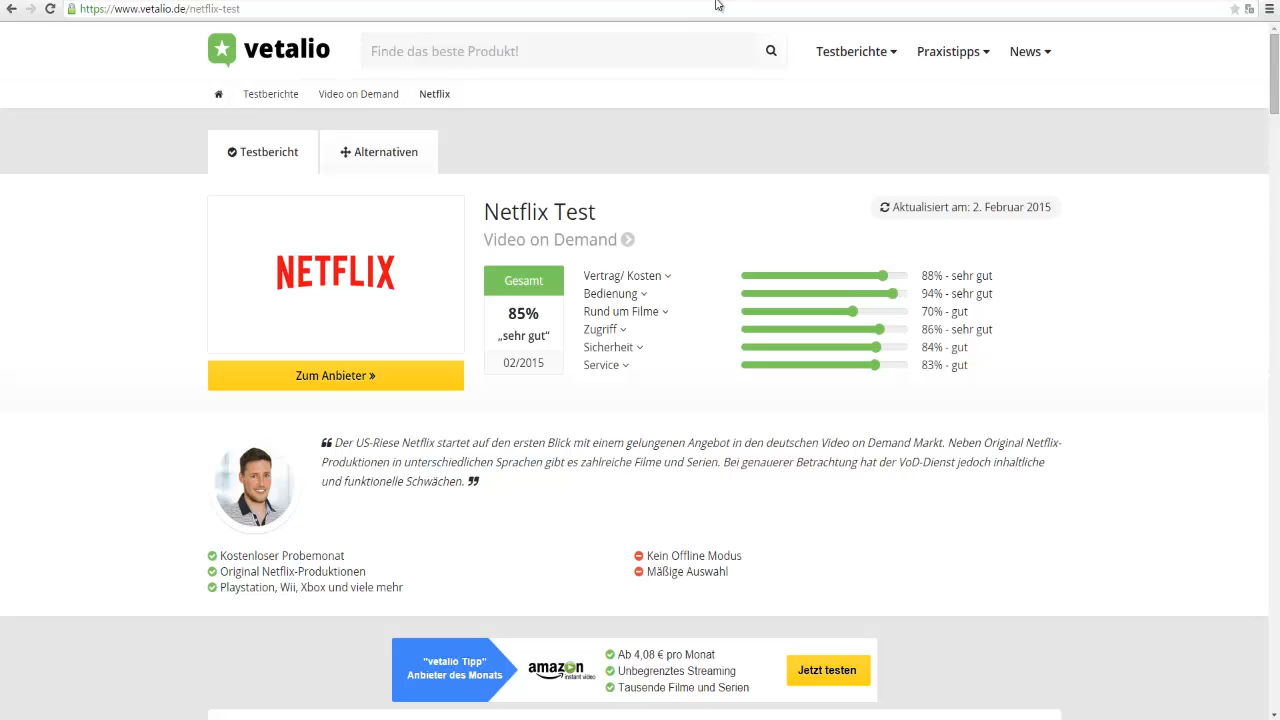 https://www.vetalio.de/netflix-test
vetalio
Finde das beste Produkt!
Testberichte
Praxistipps
News
Testberichte
Video on Demand
Netflix
Testbericht
Alternativen
NETFLIX
Zum Anbieter »
Netflix Test
Aktualisiert am: 2. Februar 2015
Video on Demand
Gesamt
85%
„sehr gut“
02/2015
Vertrag/ Kosten 88% - sehr gut
Bedienung 94% - sehr gut
Rund um Filme 70% - gut
Zugriff 86% - sehr gut
Sicherheit 84% - gut
Service 83% - gut
❝ Der US-Riese Netflix startet auf den ersten Blick mit einem gelungenen Angebot in den deutschen Video on Demand Markt. Neben Original Netflix-
Produktionen in unterschiedlichen Sprachen gibt es zahlreiche Filme und Serien. Bei genauerer Betrachtung hat der VoD-Dienst jedoch inhaltliche
und funktionelle Schwächen. ❞
Kostenloser Probemonat
Original Netflix-Produktionen
Playstation, Wii, Xbox und viele mehr
Kein Offline Modus
Mäßige Auswahl
"vetalio Tipp"
Anbieter des Monats
amazon
instant video
Ab 4,08 € pro Monat
Unbegrenztes Streaming
Tausende Filme und Serien
Jetzt testen